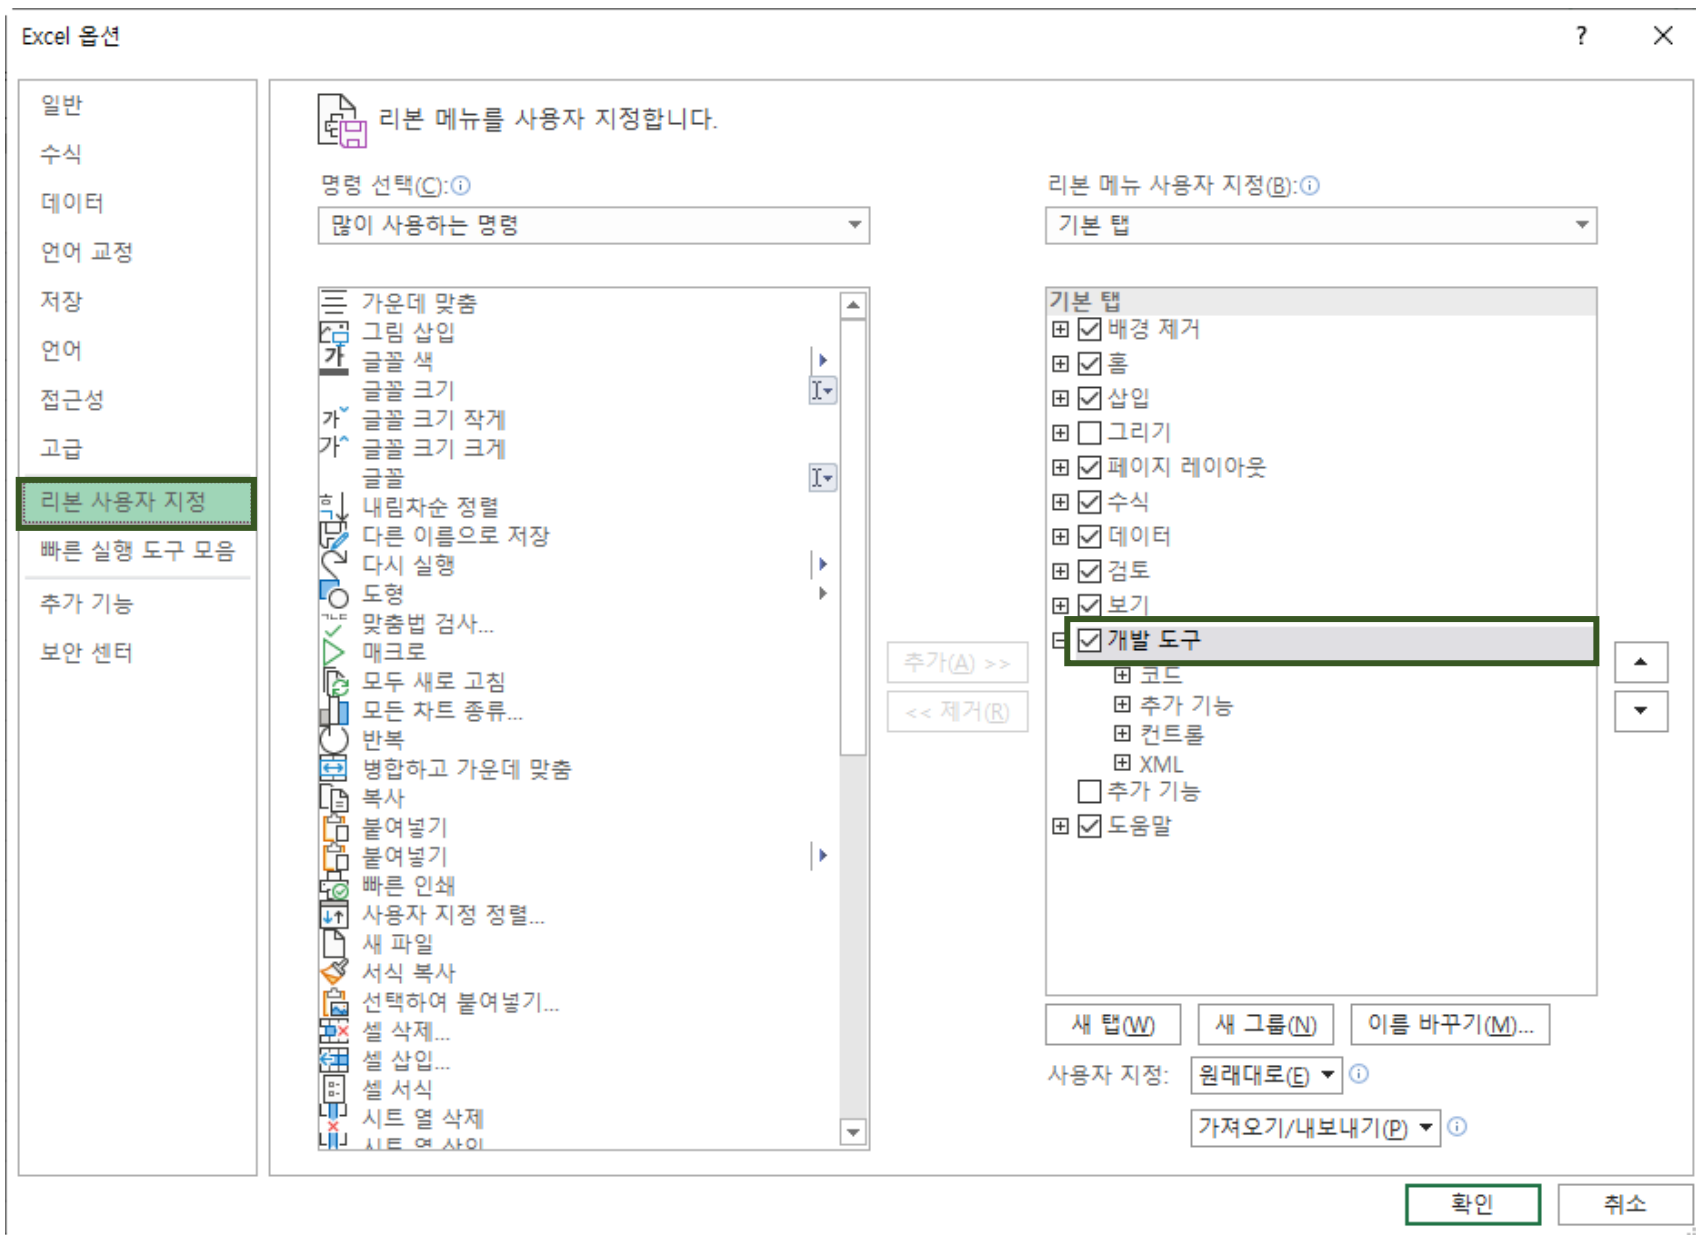 Excel 옵션
?
일반
수식
데이터
언어 교정
저장
언어
접근성
고급
리본 사용자 지정
빠른 실행 도구 모음
추가 기능
보안 센터
리본 메뉴를 사용자 지정합니다.
명령 선택(C):
많이 사용하는 명령
가운데 맞춤
그림 삽입
글꼴 색
글꼴 크기
글꼴 크기 작게
글꼴 크기 크게
글꼴
내림차순 정렬
다른 이름으로 저장
다시 실행
도형
맞춤법 검사...
매크로
모두 새로 고침
모든 차트 종류...
반복
병합하고 가운데 맞춤
복사
붙여넣기
붙여넣기
빠른 인쇄
사용자 지정 정렬...
새 파일
서식 복사
선택하여 붙여넣기...
셀 삭제...
셀 삽입...
셀 서식
시트 열 삭제
시트 열 삽입
추가(A) >>
<< 제거(R)
리본 메뉴 사용자 지정(B):
기본 탭
기본 탭
배경 제거
홈
삽입
그리기
페이지 레이아웃
수식
데이터
검토
보기
개발 도구
코드
추가 기능
컨트롤
XML
추가 기능
도움말
새 탭(W)
새 그룹(N)
이름 바꾸기(M)...
사용자 지정:
원래대로(E)
가져오기/내보내기(P)
확인
취소